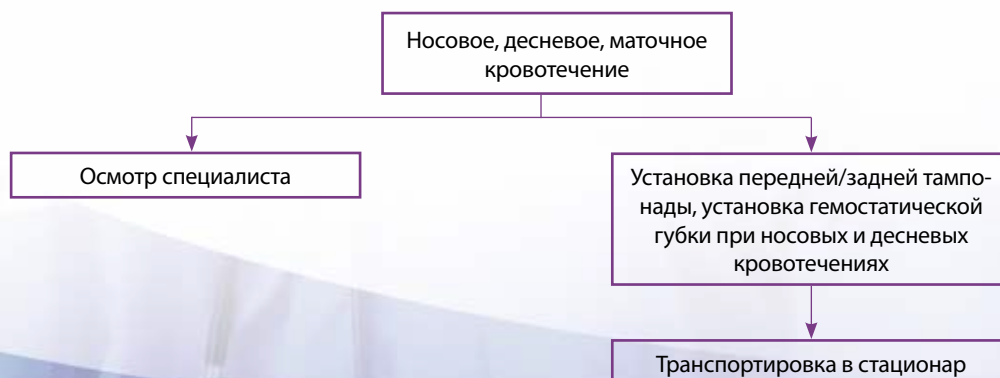 Носовое, десневое, маточное
кровотечение
Осмотр специалиста
Установка передней/задней тампо-
нады, установка гемостатической
губки при носовых и десневых
кровотечениях
Транспортировка в стационар